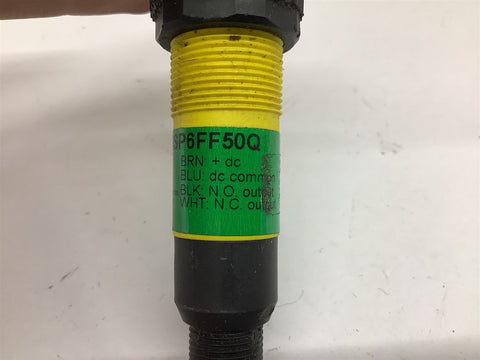 SP6FF50Q
BRN: + dc
BLU: dc common
BLK: N.O. output
WHT: N.C. output